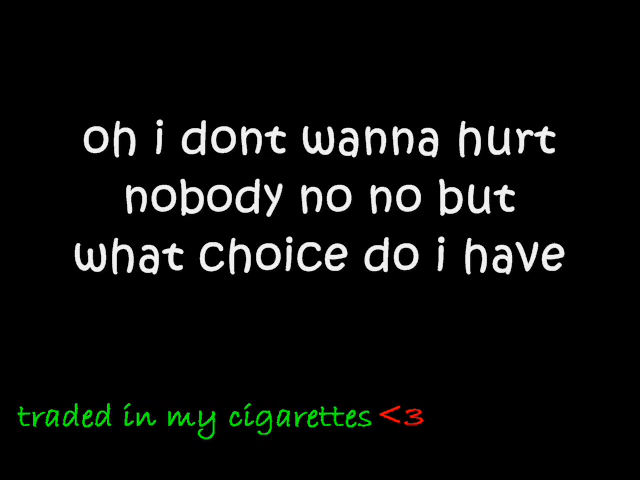 oh i dont wanna hurt
nobody no no but
what choice do i have
traded in my cigarettes <3